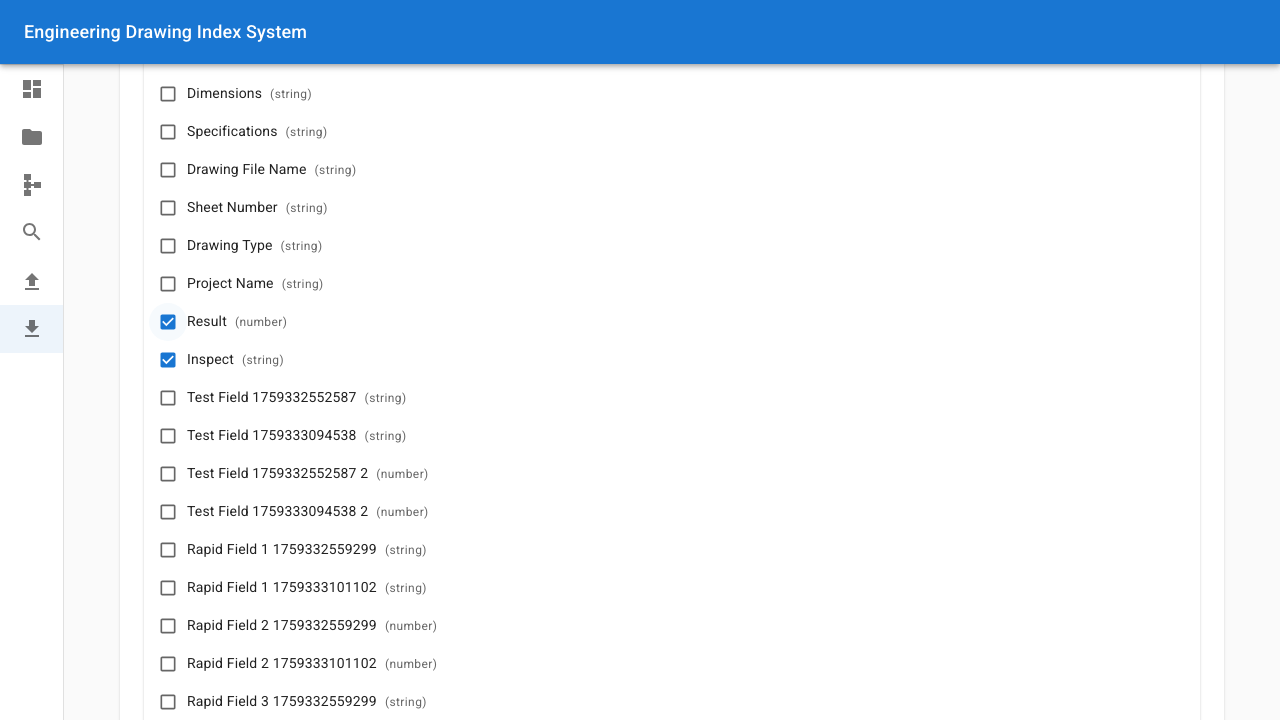 Engineering Drawing Index System
Dimensions (string)
Specifications (string)
Drawing File Name (string)
Sheet Number (string)
Drawing Type (string)
Project Name (string)
Result (number)
Inspect (string)
Test Field 1759332552587 (string)
Test Field 1759333094538 (string)
Test Field 1759332552587 2 (number)
Test Field 1759333094538 2 (number)
Rapid Field 1 1759332559299 (string)
Rapid Field 1 1759333101102 (string)
Rapid Field 2 1759332559299 (number)
Rapid Field 2 1759333101102 (number)
Rapid Field 3 1759332559299 (string)